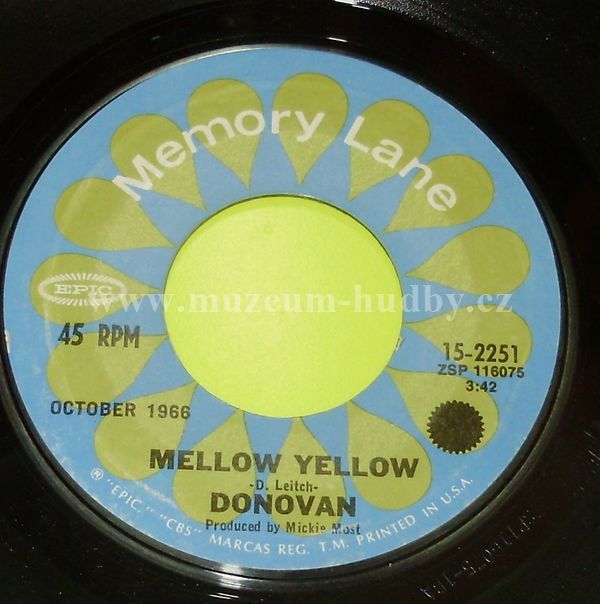 Memory Lane
EPIC
www.muzeum-hudby.cz
45 RPM
15-2251
ZSP 116075
3:42
OCTOBER 1966
MELLOW YELLOW
-D. Leitch-
DONOVAN
Produced by Mickie Most
® "EPIC," "CBS" MARCAS REG. T.M. PRINTED IN U.S.A.